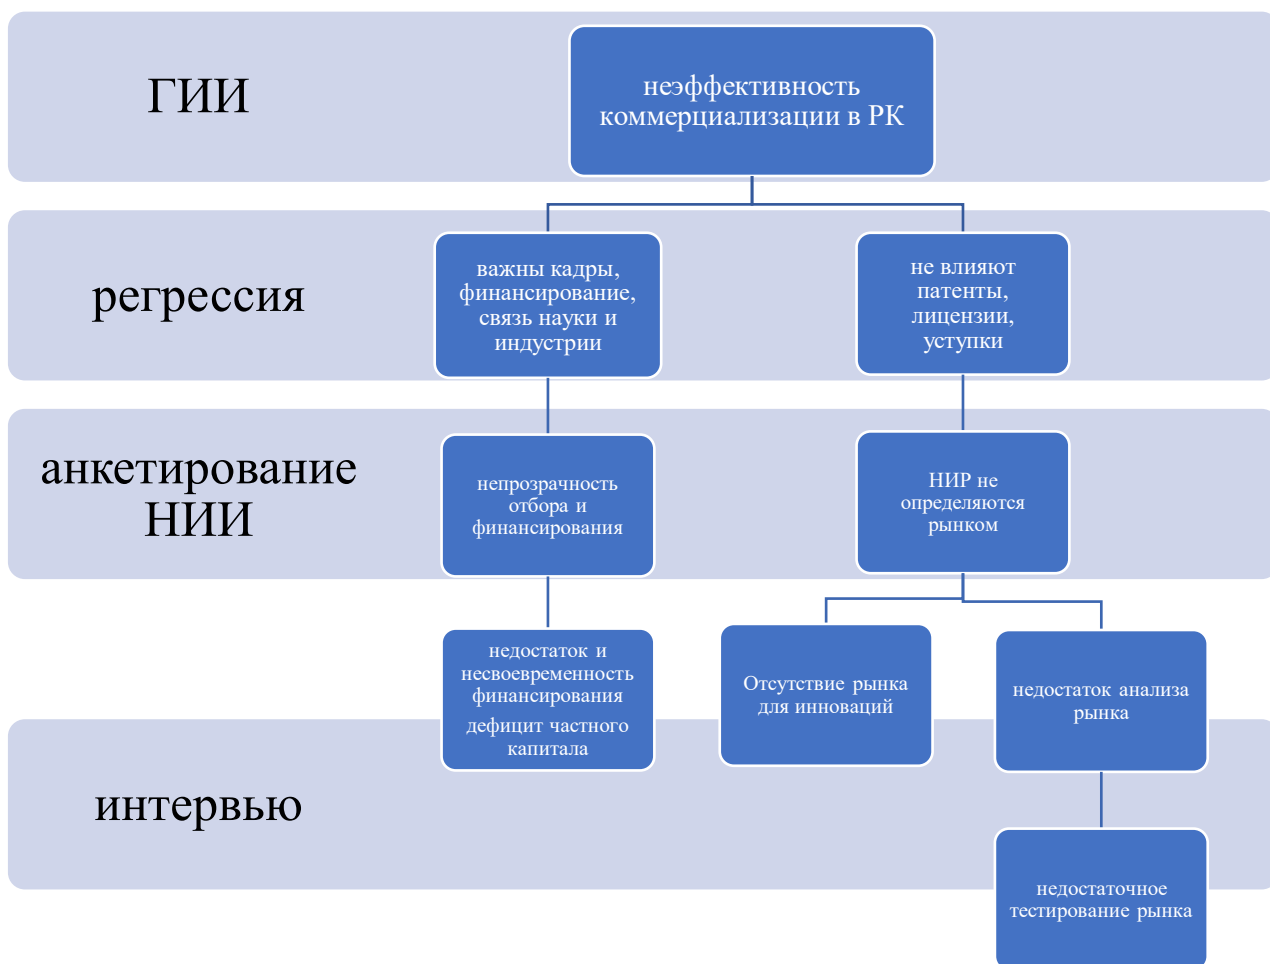 ГИИ
неэффективность
коммерциализации в РК
регрессия
важны кадры,
финансирование,
связь науки и
индустрии
не влияют
патенты,
лицензии,
уступки
анкетирование
НИИ
непрозрачность
отбора и
финансирования
НИР не
определяются
рынком
недостаток и
несвоевременность
финансирования
дефицит частного
капитала
Отсутствие рынка
для инноваций
недостаток анализа
рынка
интервью
недостаточное
тестирование рынка